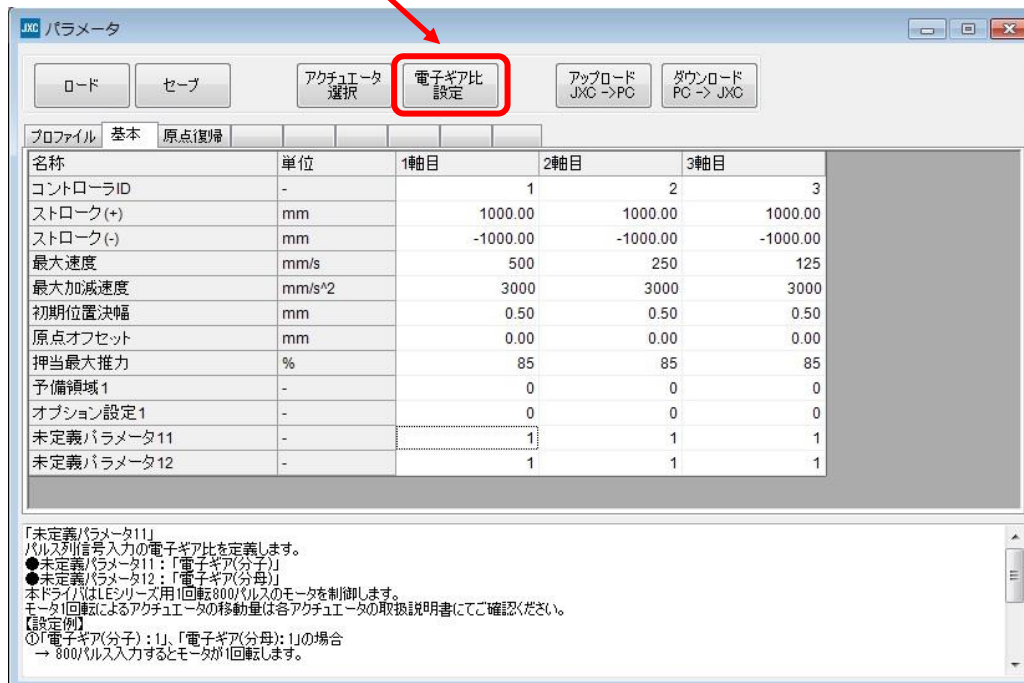 JXC パラメータ
ロード セーブ アクチュエータ 選択 電子ギア比 設定 アップロード JXC ->PC ダウンロード PC -> JXC
プロファイル 基本 原点復帰
名称 単位 1軸目 2軸目 3軸目
コントローラID - 1 2 3
ストローク(+) mm 1000.00 1000.00 1000.00
ストローク(-) mm -1000.00 -1000.00 -1000.00
最大速度 mm/s 500 250 125
最大加減速度 mm/s^2 3000 3000 3000
初期位置決幅 mm 0.50 0.50 0.50
原点オフセット mm 0.00 0.00 0.00
押当最大推力 % 85 85 85
予備領域1 - 0 0 0
オプション設定1 - 0 0 0
未定義パラメータ11 - 1 1 1
未定義パラメータ12 - 1 1 1
「未定義パラメータ11」
パルス列信号入力の電子ギア比を定義します。
●未定義パラメータ11:「電子ギア(分子)」
●未定義パラメータ12:「電子ギア(分母)」
本ドライバはLEシリーズ用1回転800パルスのモータを制御します。
モータ1回転によるアクチュエータの移動量は各アクチュエータの取扱説明書にてご確認ください。
【設定例】
①「電子ギア(分子):1」、「電子ギア(分母):1」の場合
→ 800パルス入力するとモータが1回転します。